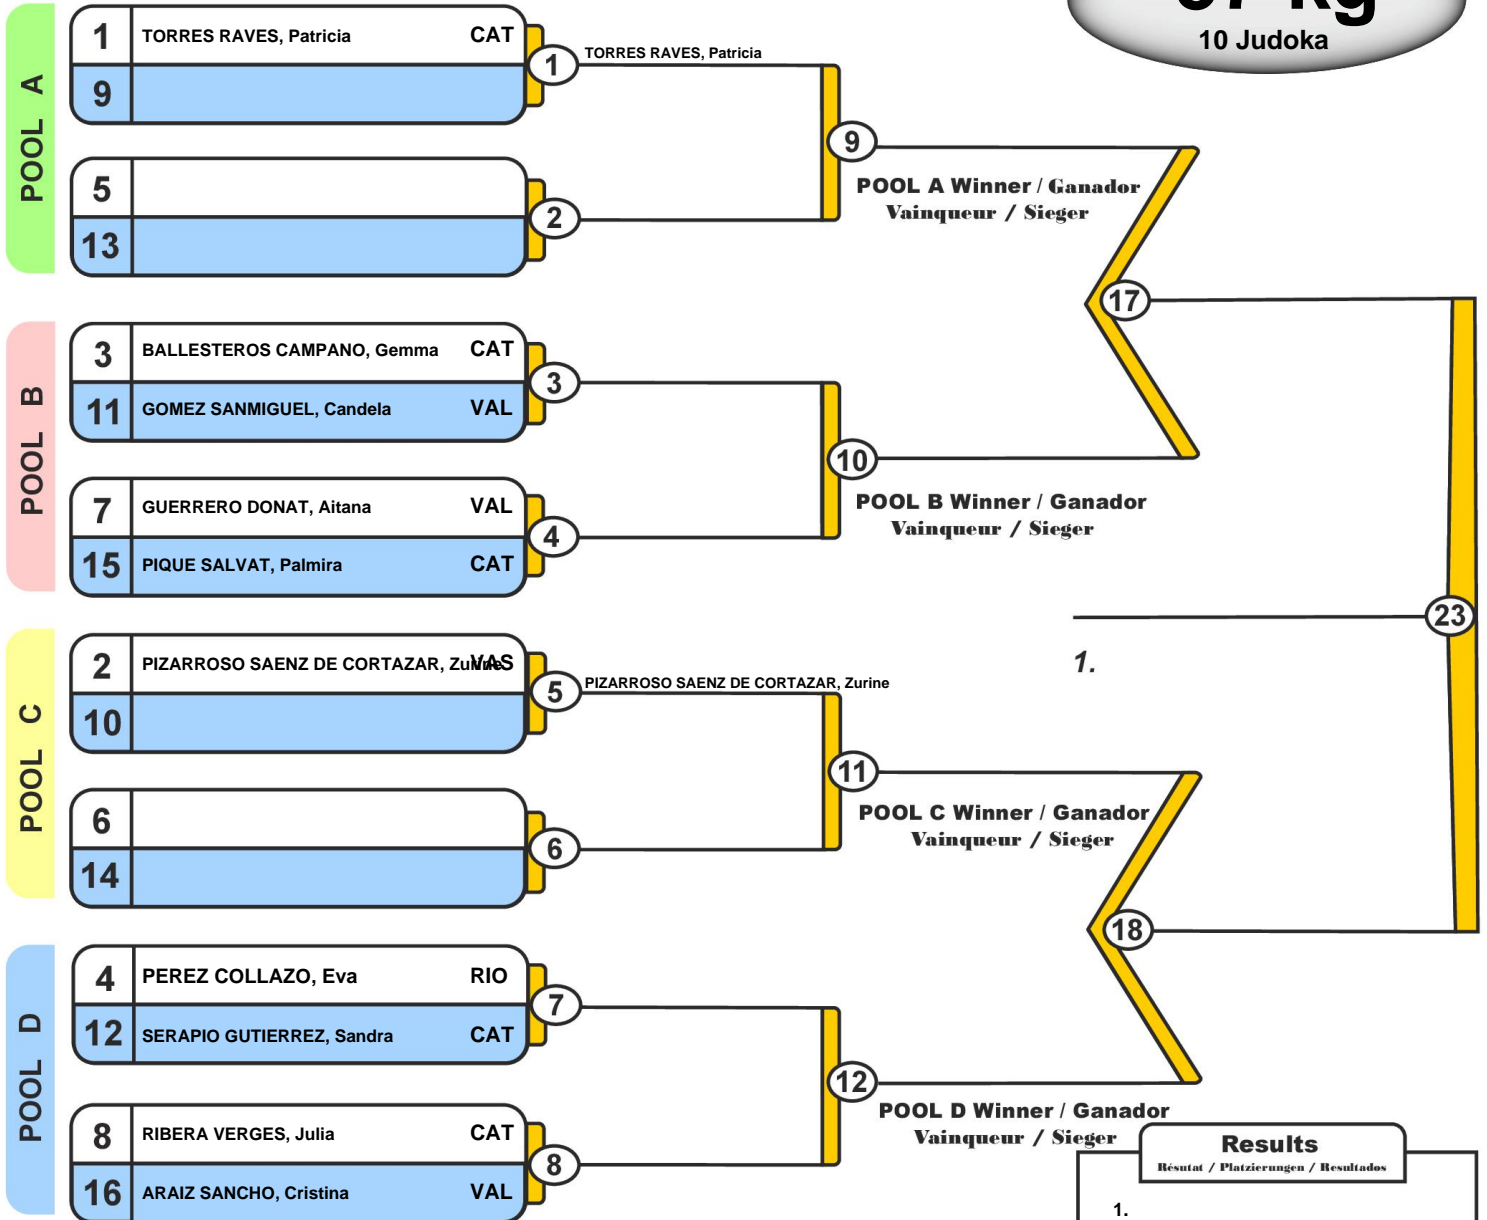 10 Judoka
POOL A
1 TORRES RAVES, Patricia CAT
9
1
TORRES RAVES, Patricia
5
13
2
9
POOL A Winner / Ganador
Vainqueur / Sieger
17
POOL B
3 BALLESTEROS CAMPANO, Gemma CAT
11 GOMEZ SANMIGUEL, Candela VAL
3
7 GUERRERO DONAT, Aitana VAL
15 PIQUE SALVAT, Palmira CAT
4
10
POOL B Winner / Ganador
Vainqueur / Sieger
23
1.
POOL C
2 PIZARROSO SAENZ DE CORTAZAR, Zurine VAS
10
5
PIZARROSO SAENZ DE CORTAZAR, Zurine
6
14
6
11
POOL C Winner / Ganador
Vainqueur / Sieger
18
POOL D
4 PEREZ COLLAZO, Eva RIO
12 SERAPIO GUTIERREZ, Sandra CAT
7
8 RIBERA VERGES, Julia CAT
16 ARAIZ SANCHO, Cristina VAL
8
12
POOL D Winner / Ganador
Vainqueur / Sieger
Results
Résutat / Platzierungen / Resultados
1.